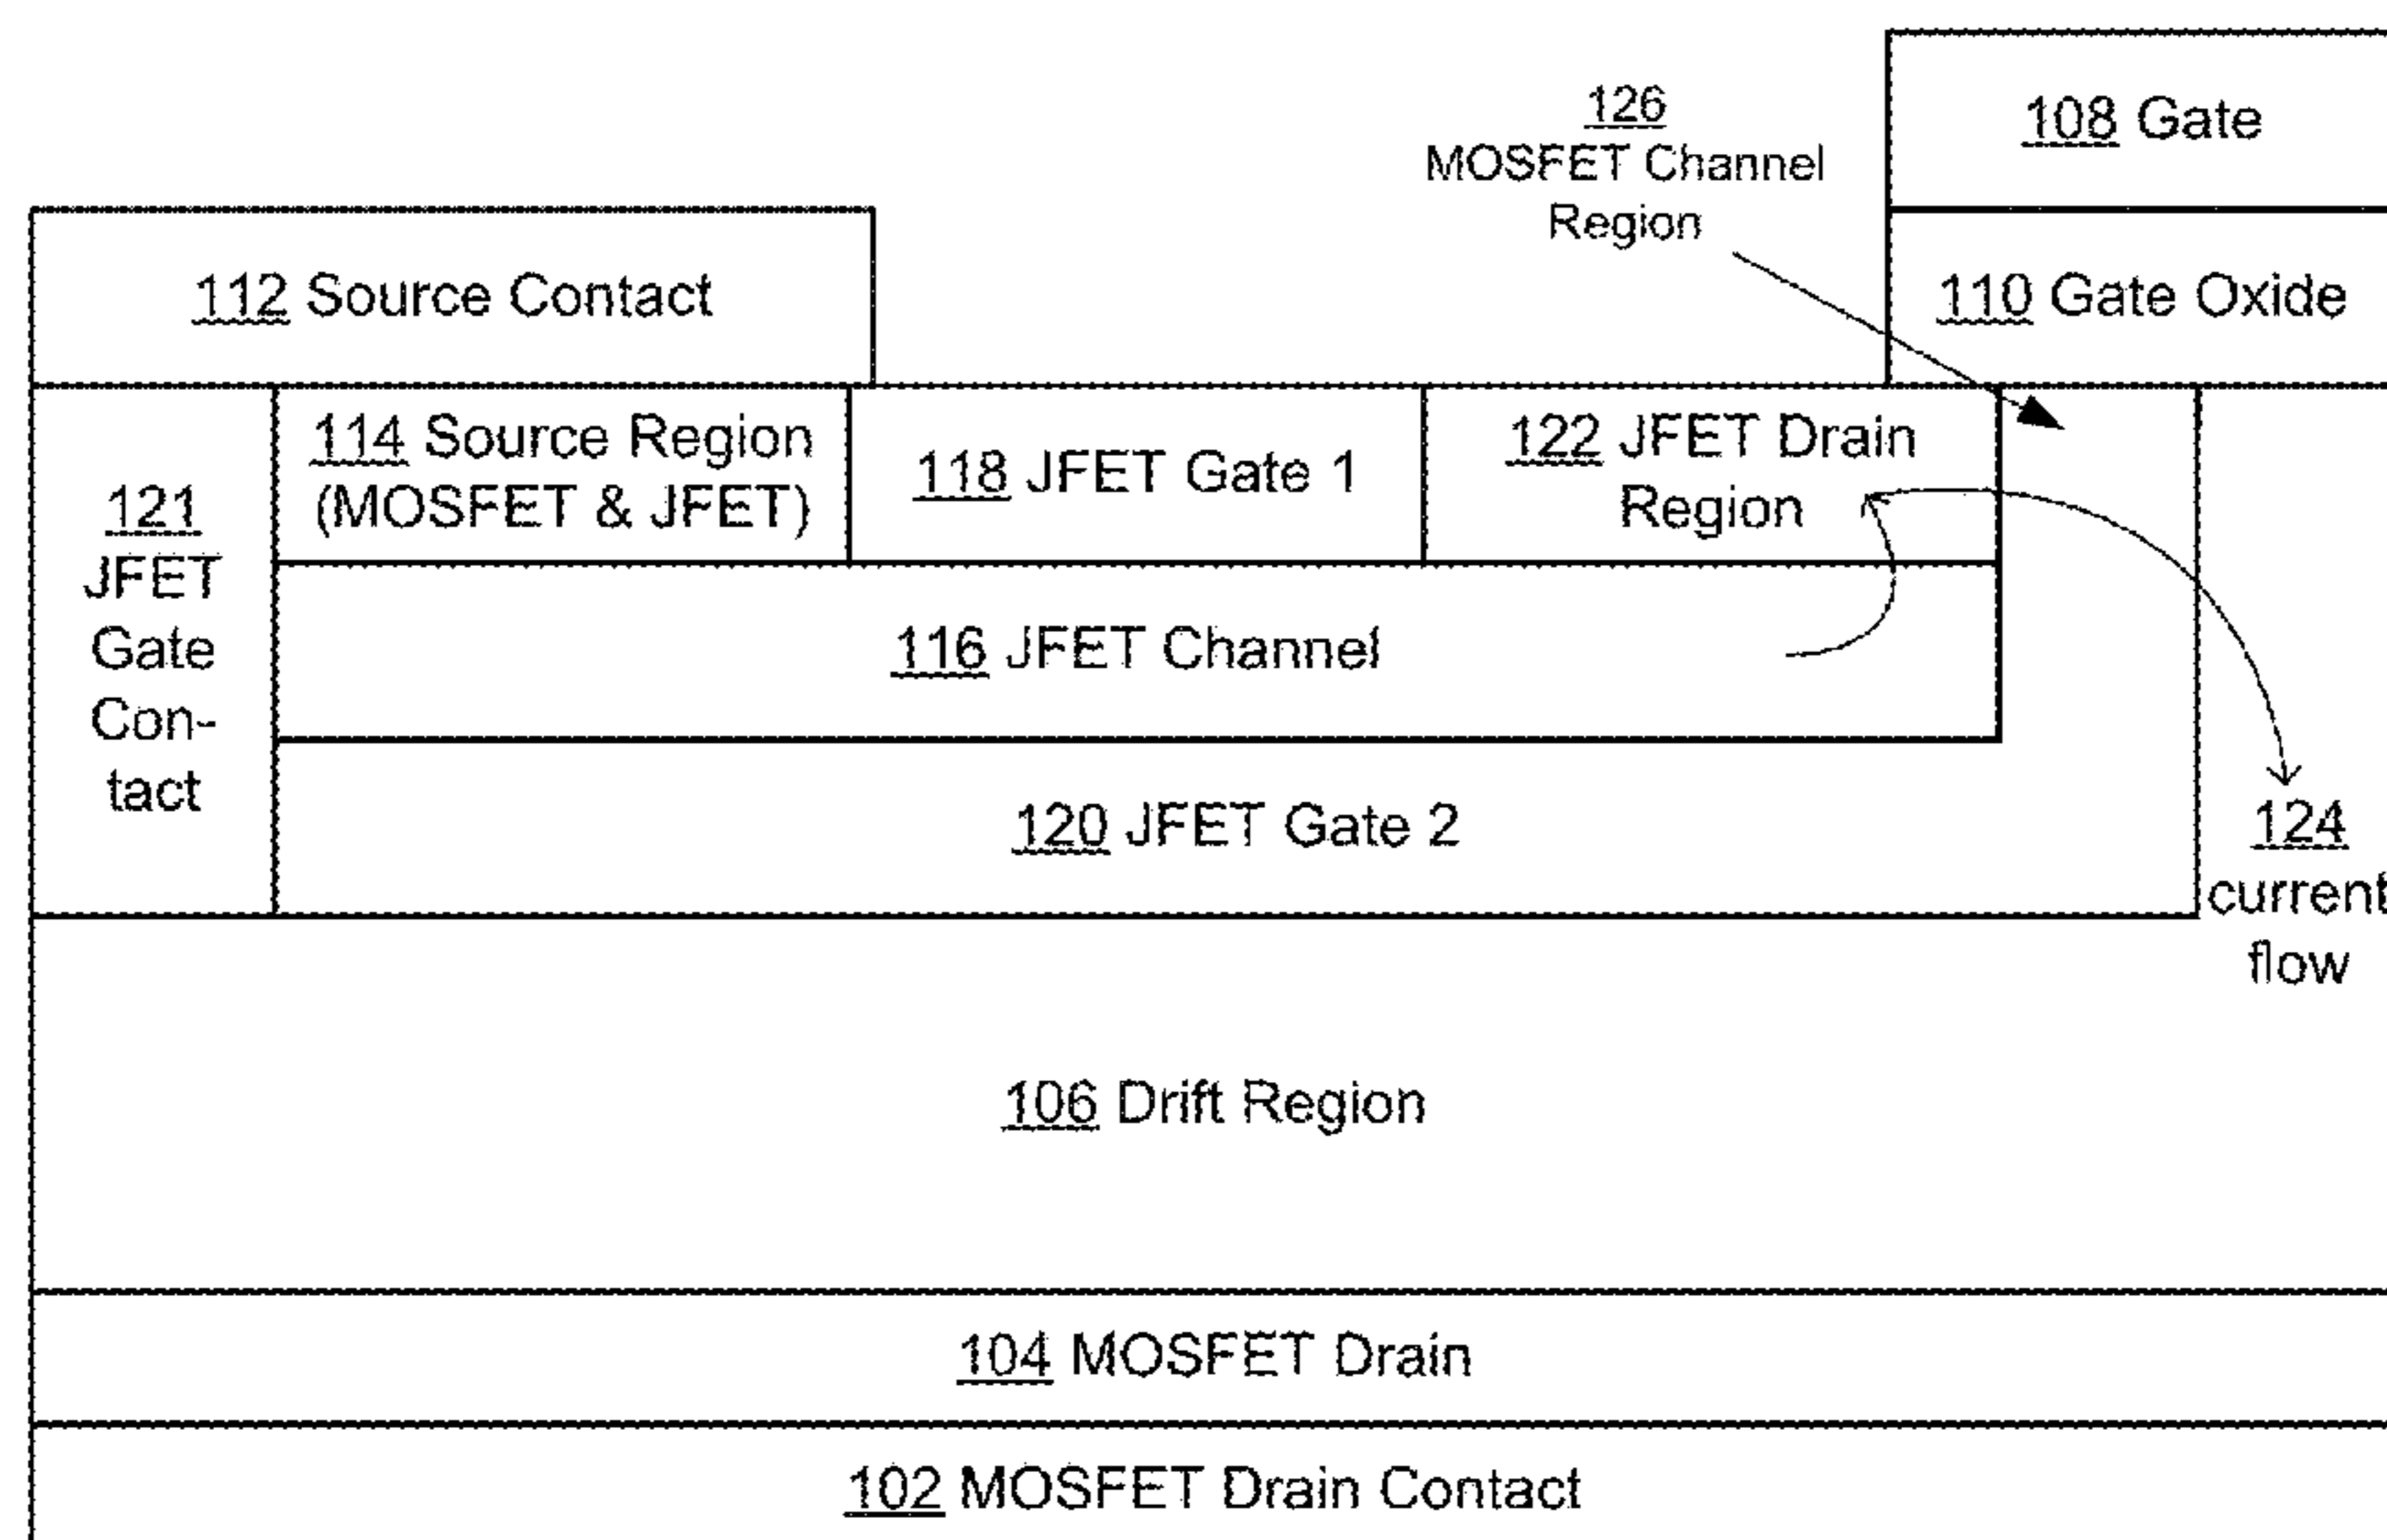 126
MOSFET Channel
Region
108 Gate
112 Source Contact
110 Gate Oxide
121
JFET
Gate
Con-
tact
114 Source Region
(MOSFET & JFET)
118 JFET Gate 1
122 JFET Drain
Region
116 JFET Channel
120 JFET Gate 2
124
current
flow
106 Drift Region
104 MOSFET Drain
102 MOSFET Drain Contact